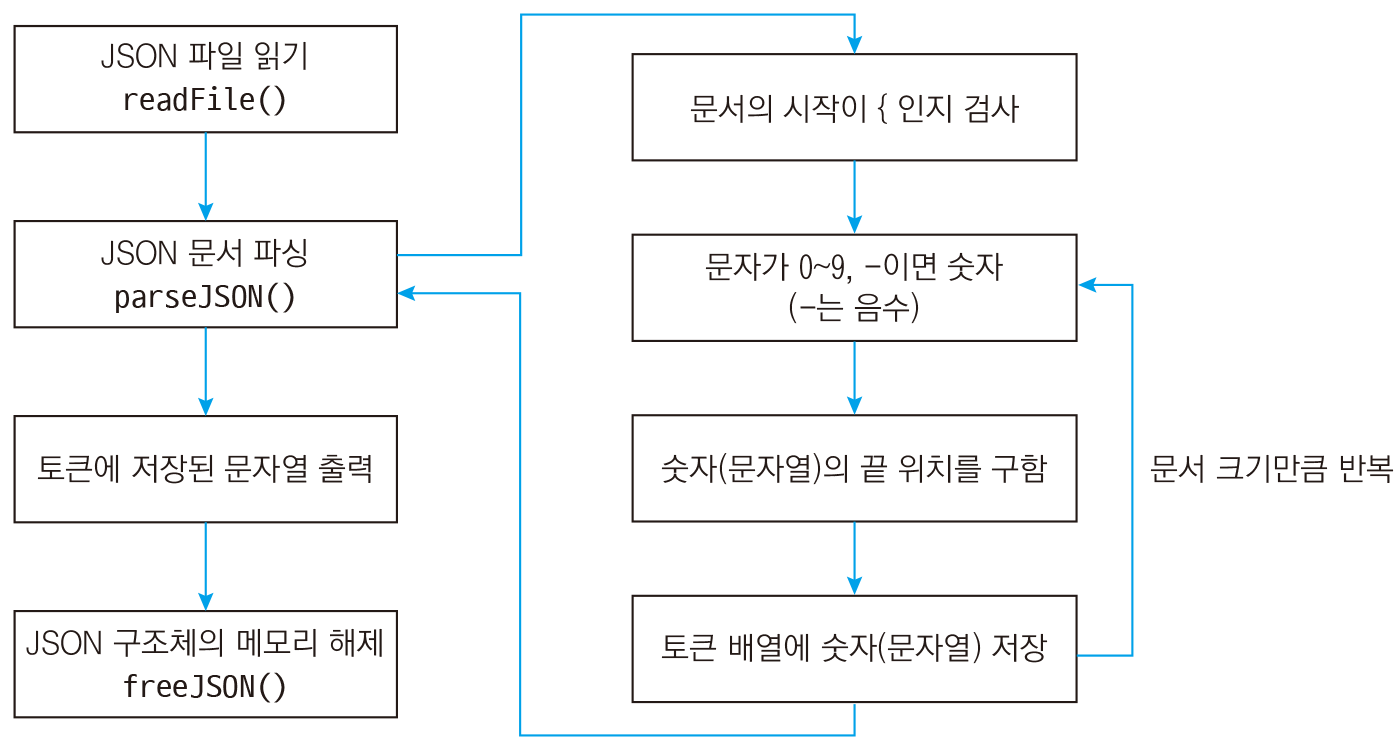 JSON 파일 읽기
readFile()
JSON 문서 파싱
parseJSON()
토큰에 저장된 문자열 출력
JSON 구조체의 메모리 해제
freeJSON()
문서의 시작이 { 인지 검사
문자가 0~9, -이면 숫자
(-는 음수)
숫자(문자열)의 끝 위치를 구함
토큰 배열에 숫자(문자열) 저장
문서 크기만큼 반복